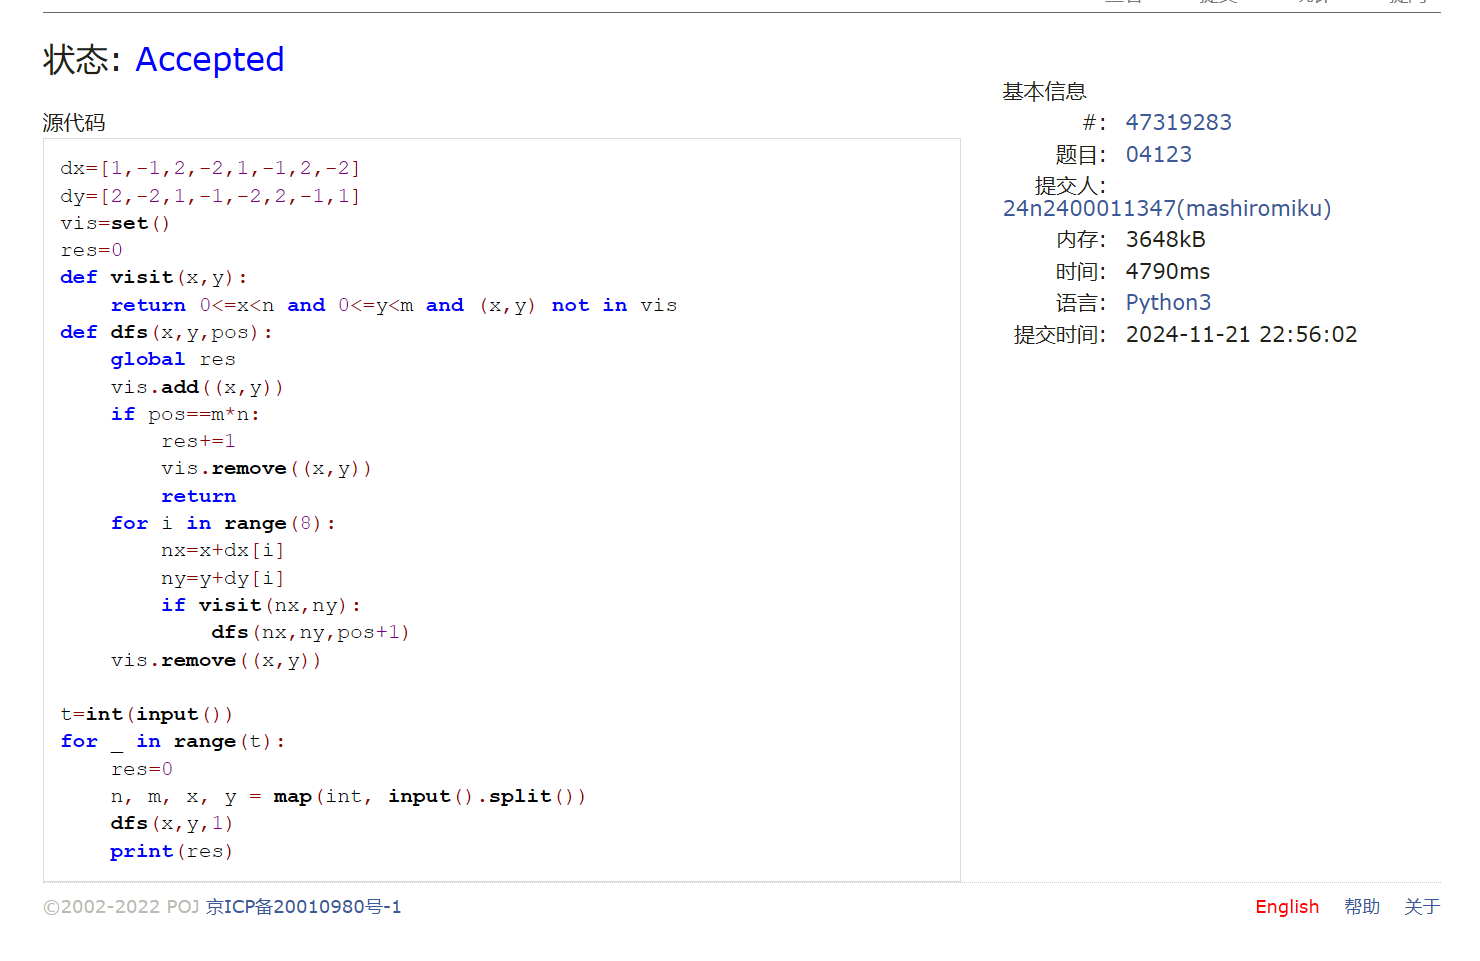 状态: Accepted
源代码
dx=[1,-1,2,-2,1,-1,2,-2]
dy=[2,-2,1,-1,-2,2,-1,1]
vis=set()
res=0
def visit(x,y):
    return 0<=x<n and 0<=y<m and (x,y) not in vis
def dfs(x,y,pos):
    global res
    vis.add((x,y))
    if pos==m*n:
        res+=1
        vis.remove((x,y))
        return
    for i in range(8):
        nx=x+dx[i]
        ny=y+dy[i]
        if visit(nx,ny):
            dfs(nx,ny,pos+1)
    vis.remove((x,y))

t=int(input())
for _ in range(t):
    res=0
    n, m, x, y = map(int, input().split())
    dfs(x,y,1)
    print(res)
基本信息
#: 47319283
题目: 04123
提交人:
24n2400011347(mashiromiku)
内存: 3648kB
时间: 4790ms
语言: Python3
提交时间: 2024-11-21 22:56:02
©2002-2022 POJ 京ICP备20010980号-1
English 帮助 关于